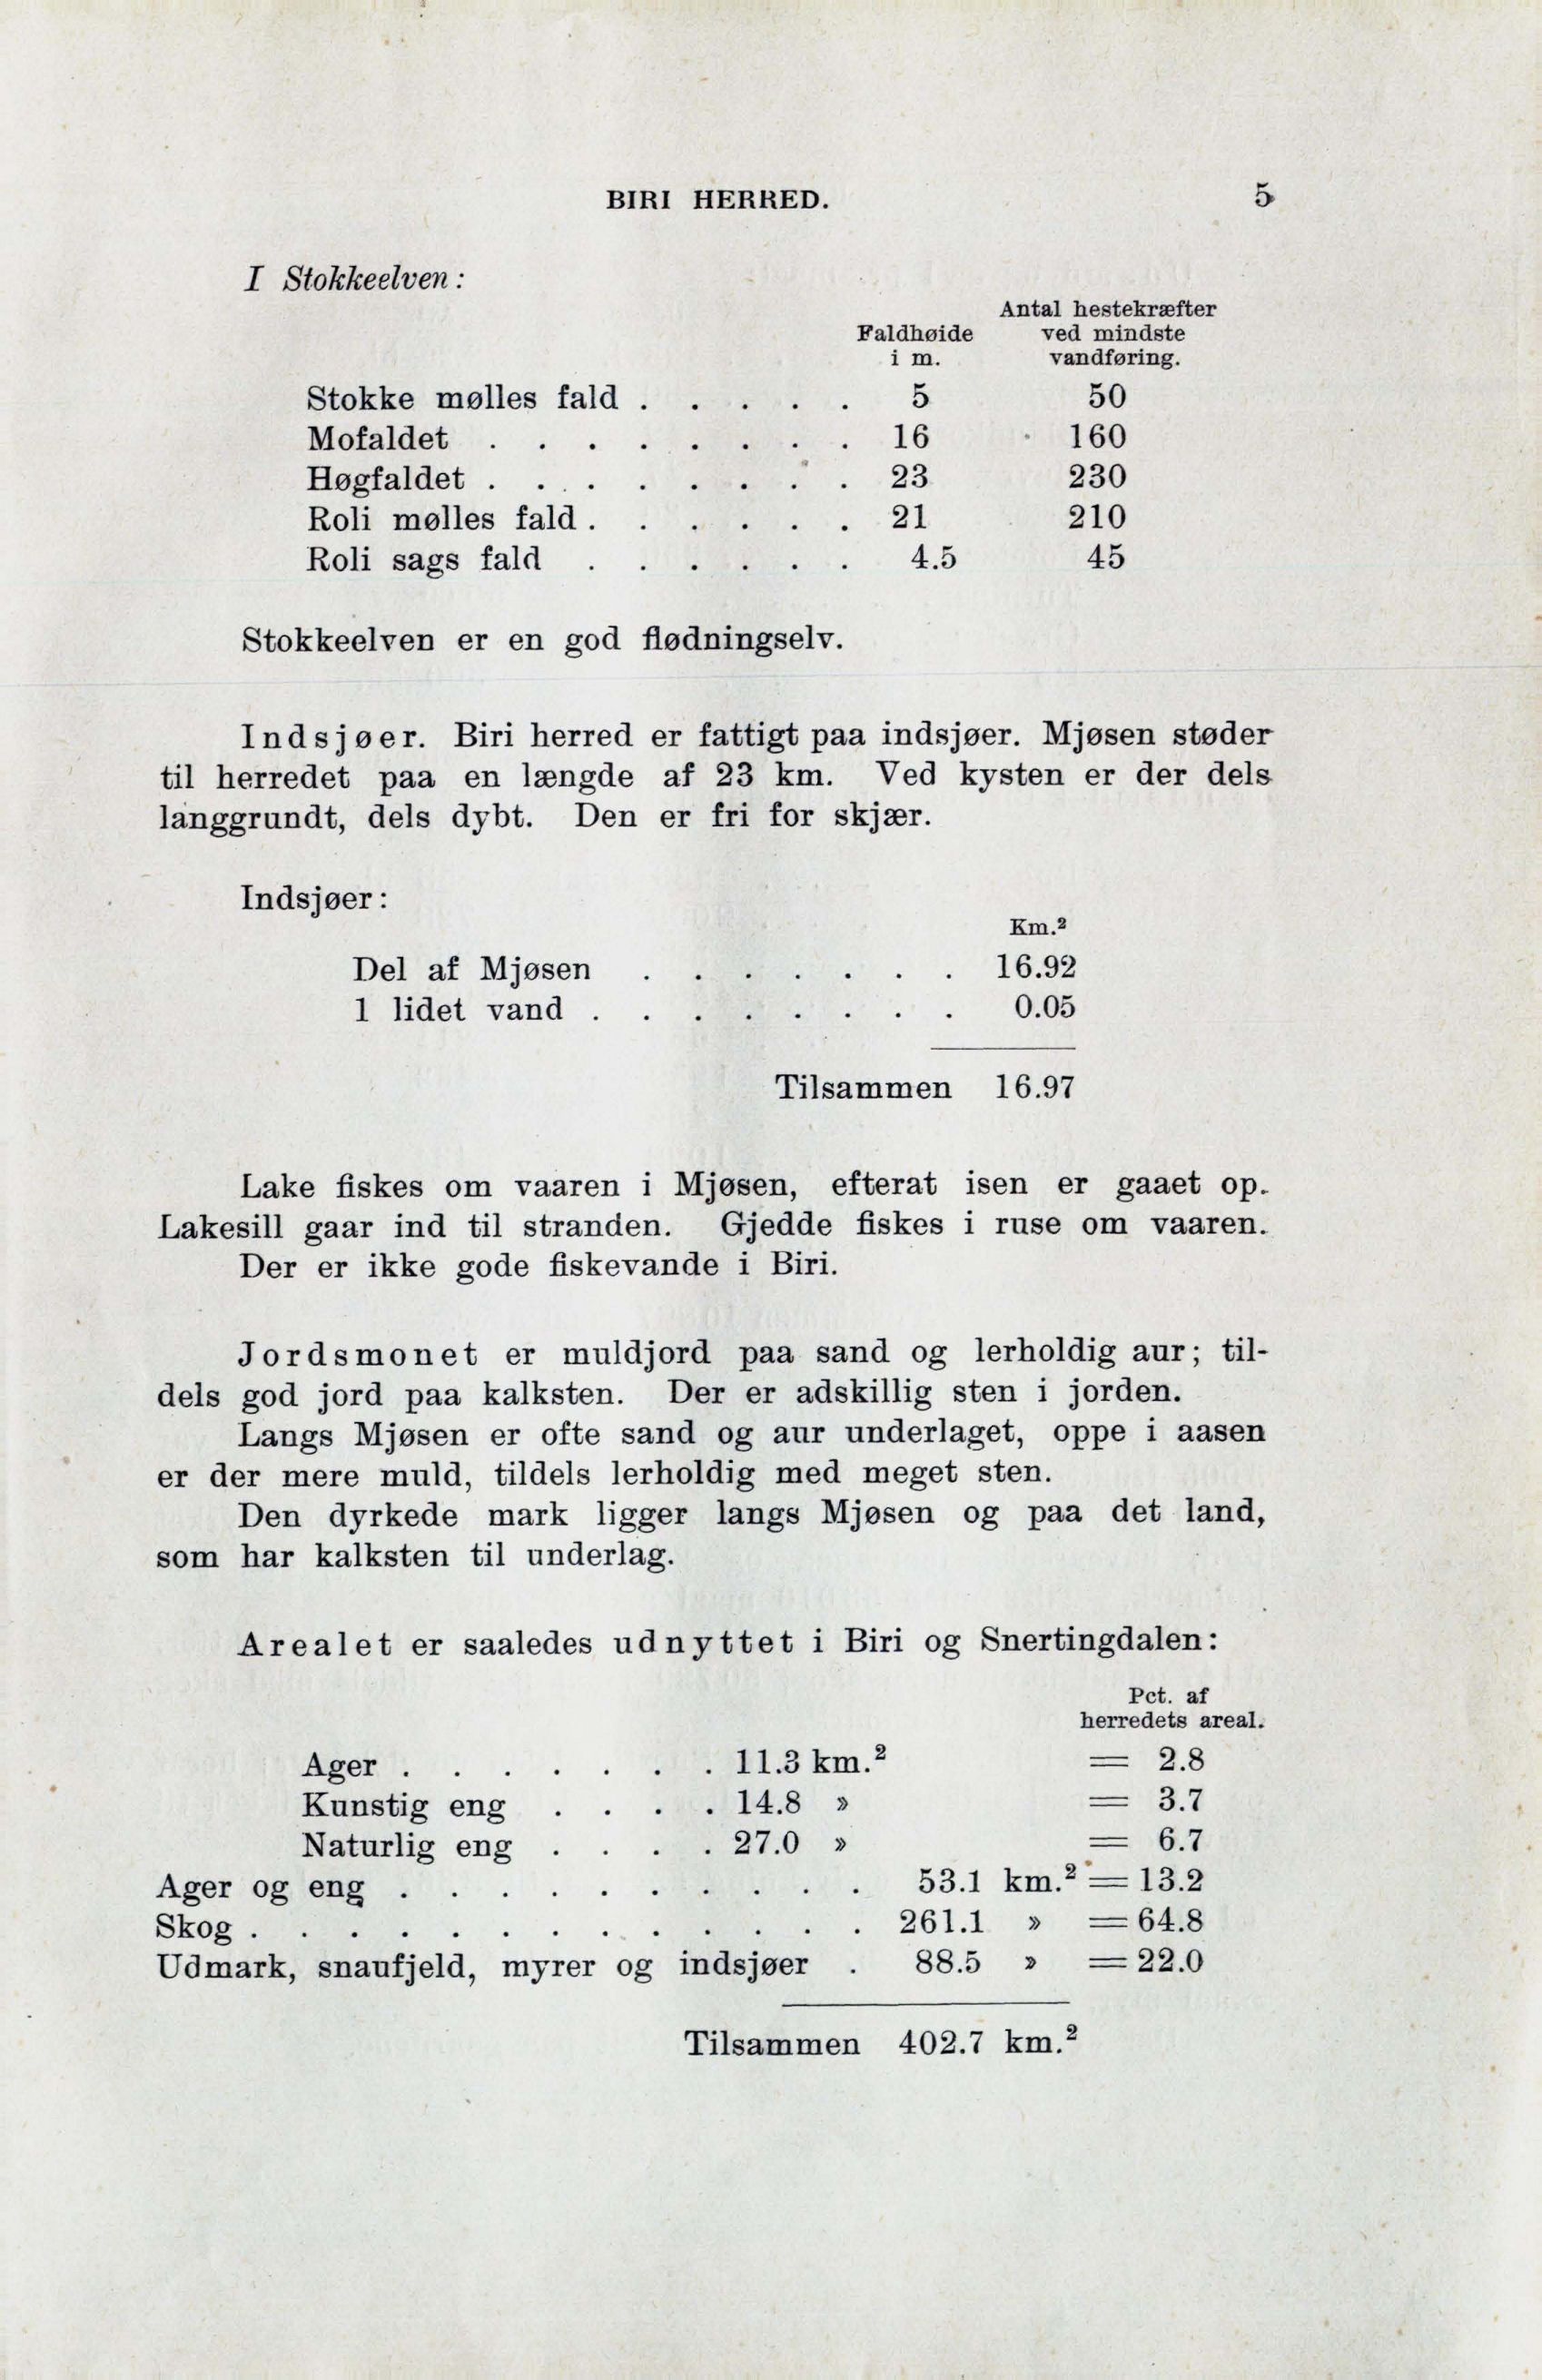 BIRI HERRED. 5
I Stokkeelven:
Antal hestekræfter
Faldhøide ved mindste
i m. vandføring.
Stokke mølles fald . . . . . 5 50
Mofaldet . . . . . . . . 16 160
Høgfaldet . . . . . . . . 23 230
Roli mølles fald . . . . . . 21 210
Roli sags fald . . . . . . 4.5 45
Stokkeelven er en god flødningselv.
Indsjøer. Biri herred er fattigt paa indsjøer. Mjøsen støder
til herredet paa en længde af 23 km. Ved kysten er der dels
langgrundt, dels dybt. Den er fri for skjær.
Indsjøer:
Km.²
Del af Mjøsen . . . . . . . 16.92
1 lidet vand . . . . . . . . 0.05
Tilsammen 16.97
Lake fiskes om vaaren i Mjøsen, efterat isen er gaaet op.
Lakesill gaar ind til stranden. Gjedde fiskes i ruse om vaaren.
Der er ikke gode fiskevande i Biri.
Jordsmonet er muldjord paa sand og lerholdig aur; til-
dels god jord paa kalksten. Der er adskillig sten i jorden.
Langs Mjøsen er ofte sand og aur underlaget, oppe i aasen
er der mere muld, tildels lerholdig med meget sten.
Den dyrkede mark ligger langs Mjøsen og paa det land,
som har kalksten til underlag.
Arealet er saaledes udnyttet i Biri og Snertingdalen:
Pct. af
herredets areal.
Ager . . . . . . . 11.3 km.² = 2.8
Kunstig eng . . . . 14.8 » = 3.7
Naturlig eng . . . . 27.0 » = 6.7
Ager og eng . . . . . . . . . . 53.1 km.² = 13.2
Skog . . . . . . . . . . . . . 261.1 » = 64.8
Udmark, snaufjeld, myrer og indsjøer . 88.5 » = 22.0
Tilsammen 402.7 km.²